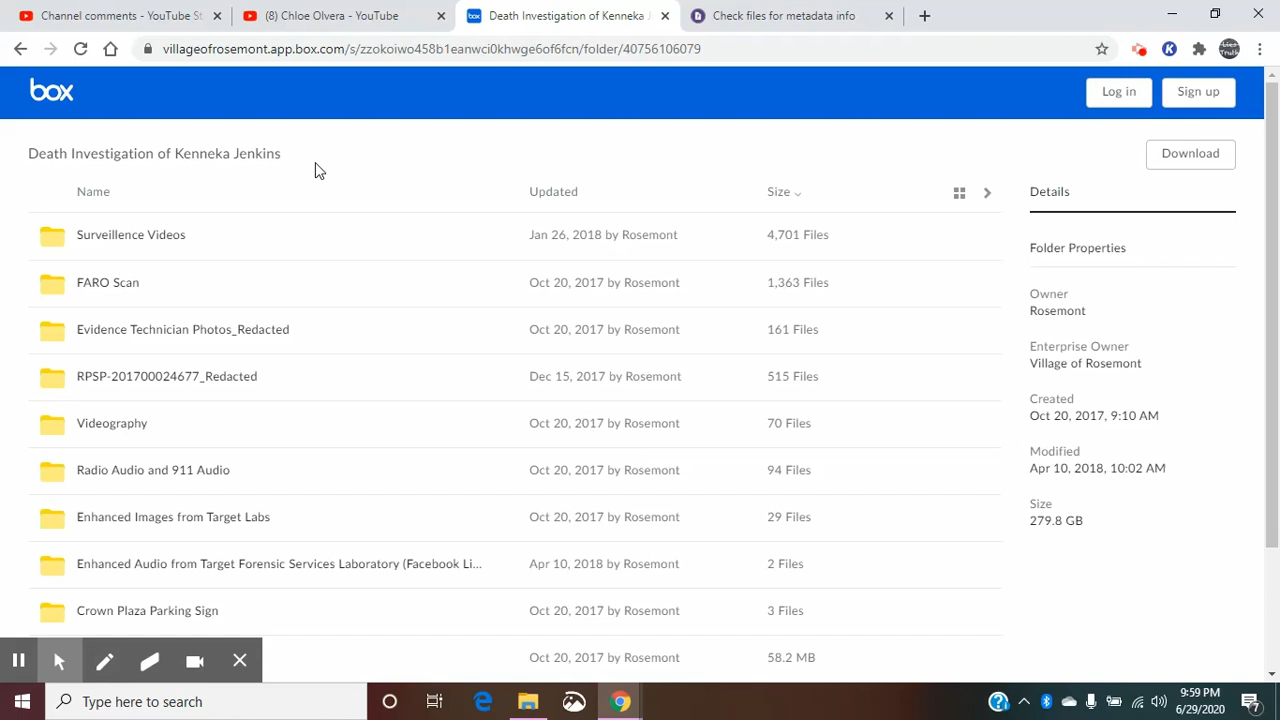 Channel comments - YouTube S
(8) Chloe Olvera - YouTube
box Death Investigation of Kenneka J
Check files for metadata info
villageofrosemont.app.box.com/s/zzokoiwo458b1eanwci0khwge6of6fcn/folder/40756106079
box
Log in
Sign up
Death Investigation of Kenneka Jenkins
Download
Name Updated Size
Details
Surveillence Videos Jan 26, 2018 by Rosemont 4,701 Files
Folder Properties
FARO Scan Oct 20, 2017 by Rosemont 1,363 Files
Owner
Rosemont
Evidence Technician Photos_Redacted Oct 20, 2017 by Rosemont 161 Files
Enterprise Owner
Village of Rosemont
RPSP-201700024677_Redacted Dec 15, 2017 by Rosemont 515 Files
Created
Oct 20, 2017, 9:10 AM
Videography Oct 20, 2017 by Rosemont 70 Files
Modified
Apr 10, 2018, 10:02 AM
Radio Audio and 911 Audio Oct 20, 2017 by Rosemont 94 Files
Size
279.8 GB
Enhanced Images from Target Labs Oct 20, 2017 by Rosemont 29 Files
Enhanced Audio from Target Forensic Services Laboratory (Facebook Li... Apr 10, 2018 by Rosemont 2 Files
Crown Plaza Parking Sign Oct 20, 2017 by Rosemont 3 Files
Oct 20, 2017 by Rosemont 58.2 MB
Type here to search
9:59 PM
6/29/2020
7